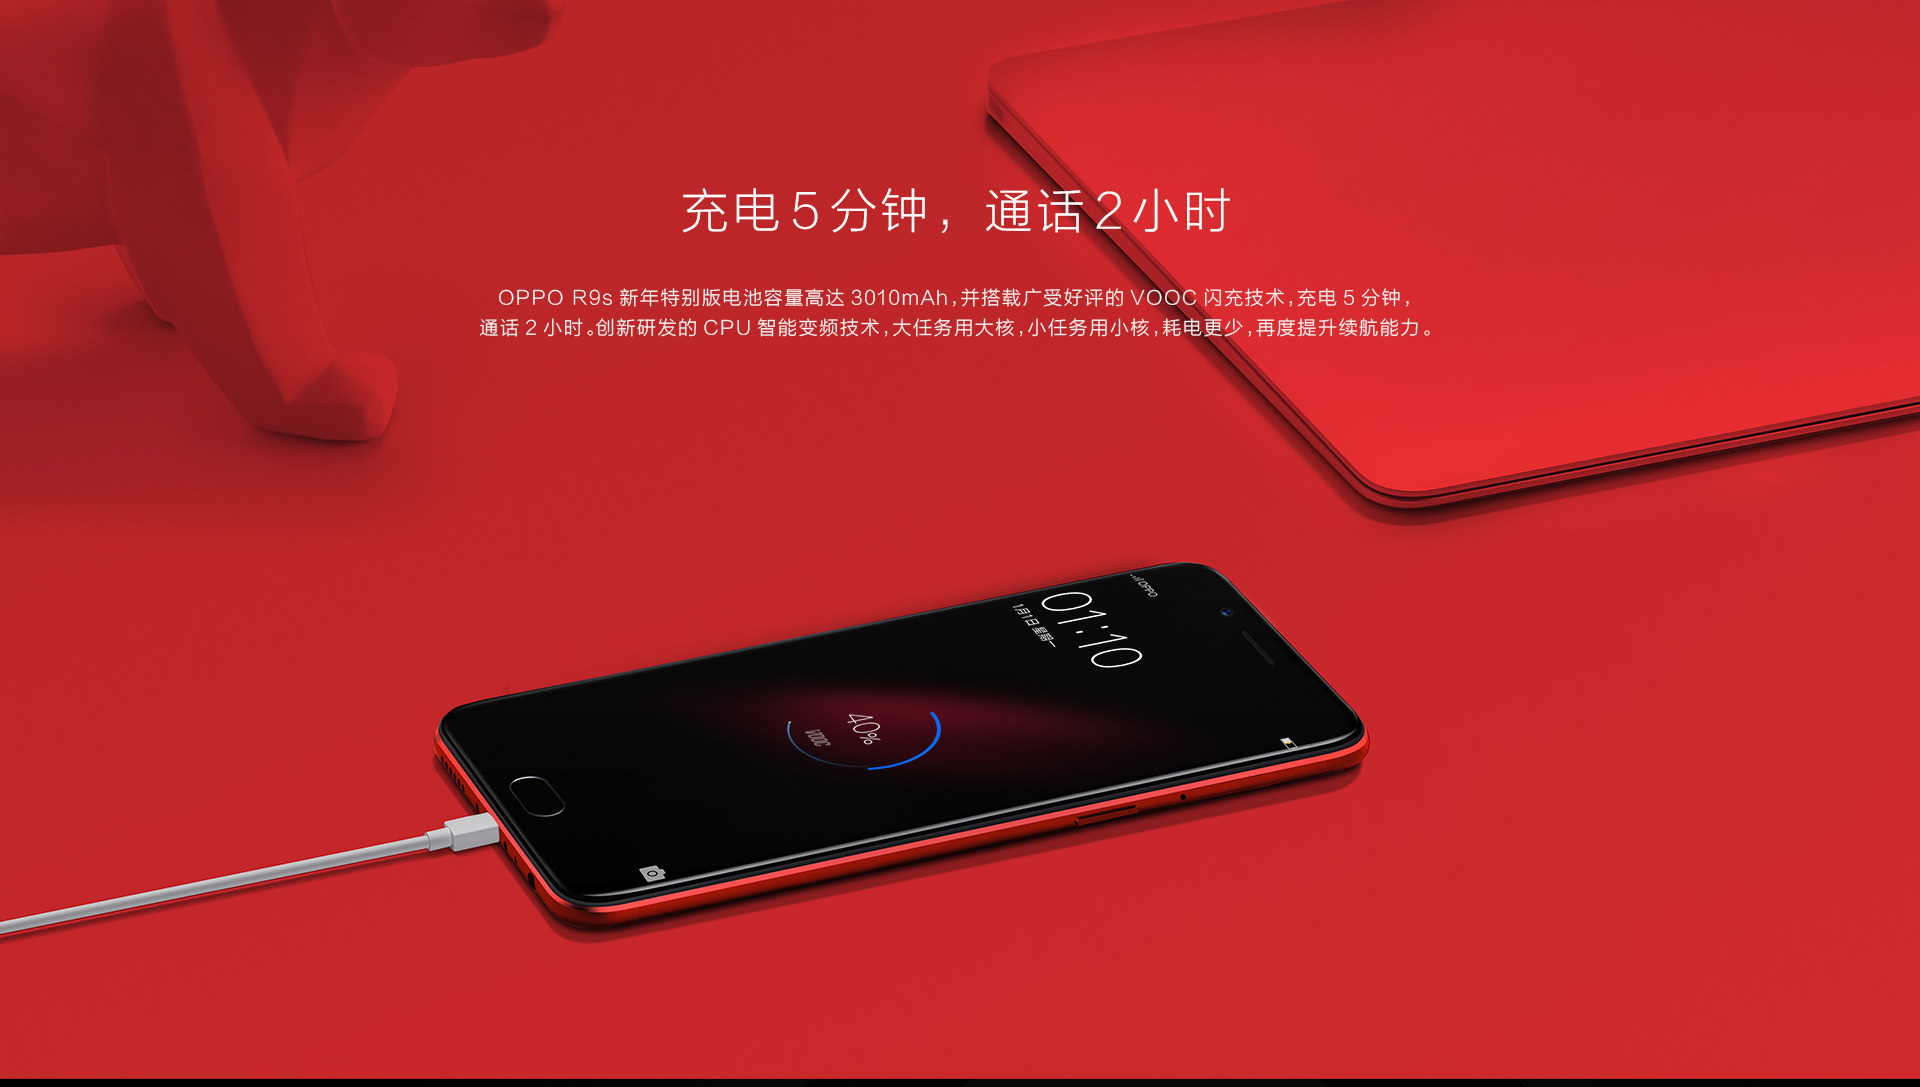 充电5分钟，通话2小时
OPPO R9s 新年特别版电池容量高达 3010mAh，并搭载广受好评的 VOOC 闪充技术，充电 5 分钟，
通话 2 小时。创新研发的 CPU 智能变频技术，大任务用大核，小任务用小核，耗电更少，再度提升续航能力。
OPPO
01:10
1月1日 星期一
40%
VOOC